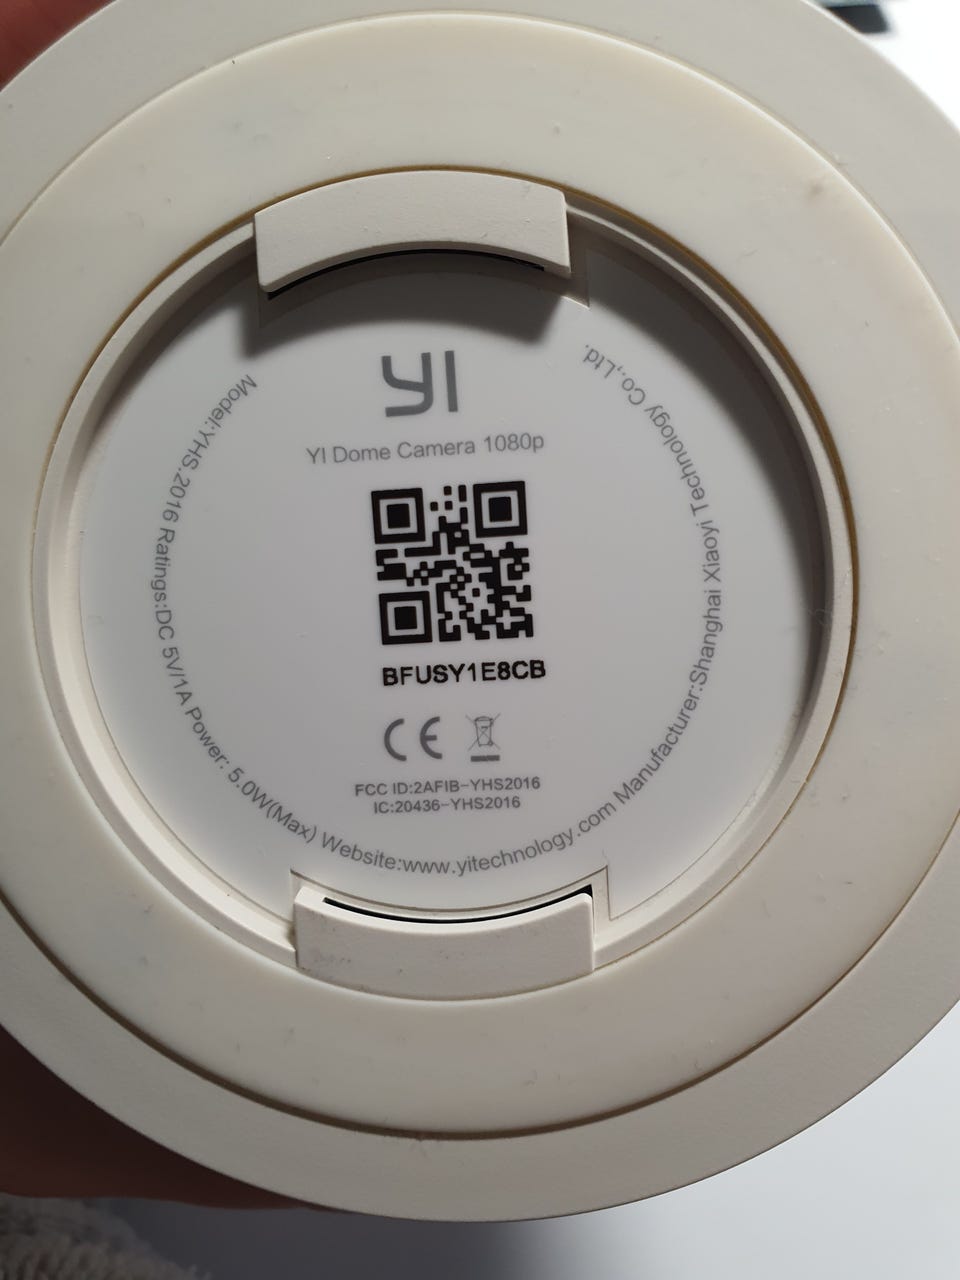 YI
YI Dome Camera 1080p
BFUSY1E8CB
CE
FCC ID:2AFIB-YHS2016
IC:20436-YHS2016
Model:YHS.2016 Ratings:DC 5V/1A Power: 5.0W(Max) Website:www.yitechnology.com Manufacturer:Shanghai Xiaoyi Technology Co.,Ltd.